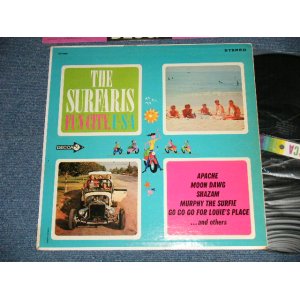 STEREO
THE
SURFARIS
FUN CITY, U.S.A
DECCA
APACHE
MOON DAWG
SHAZAM
MURPHY THE SURFIE
GO GO GO FOR LOUIE'S PLACE
...and others
CA